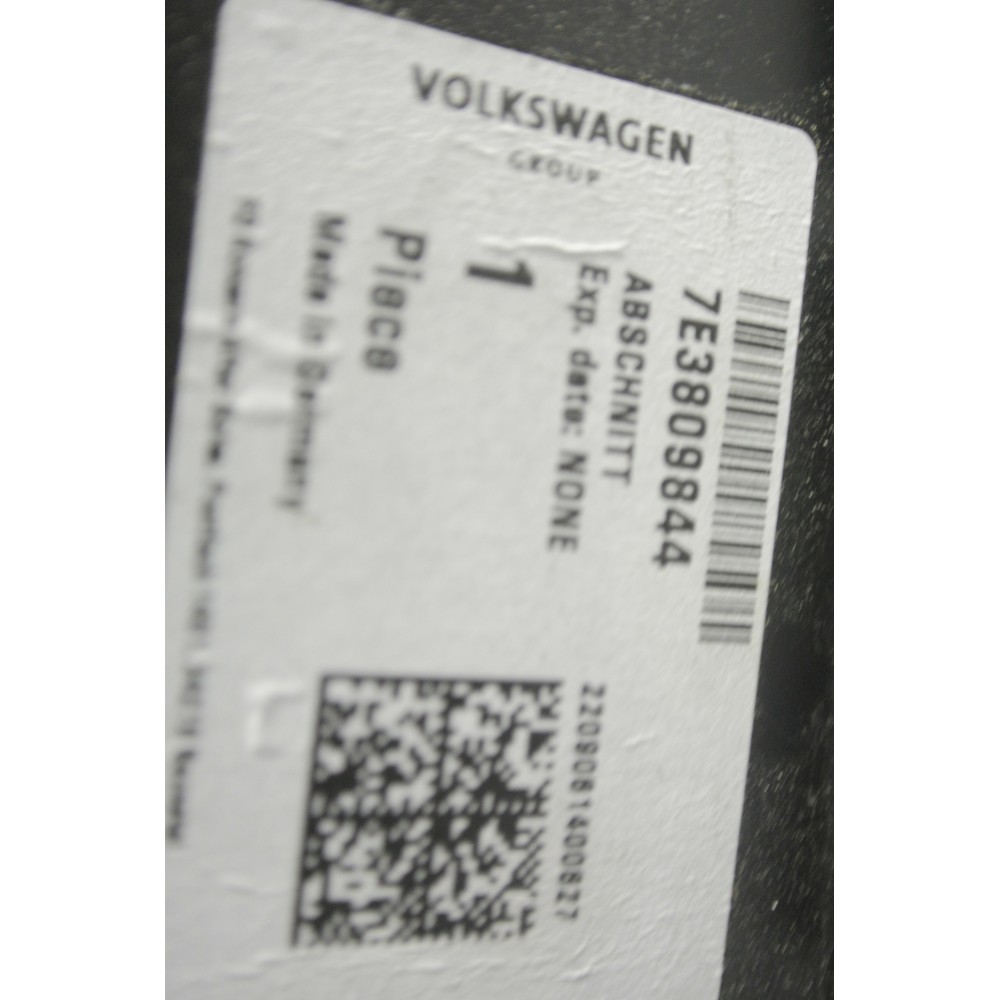 VOLKSWAGEN
GROUP
7E3809844
ABSCHNITT
Exp. date: NONE
1
Piece
Made in Germany
2209081400827